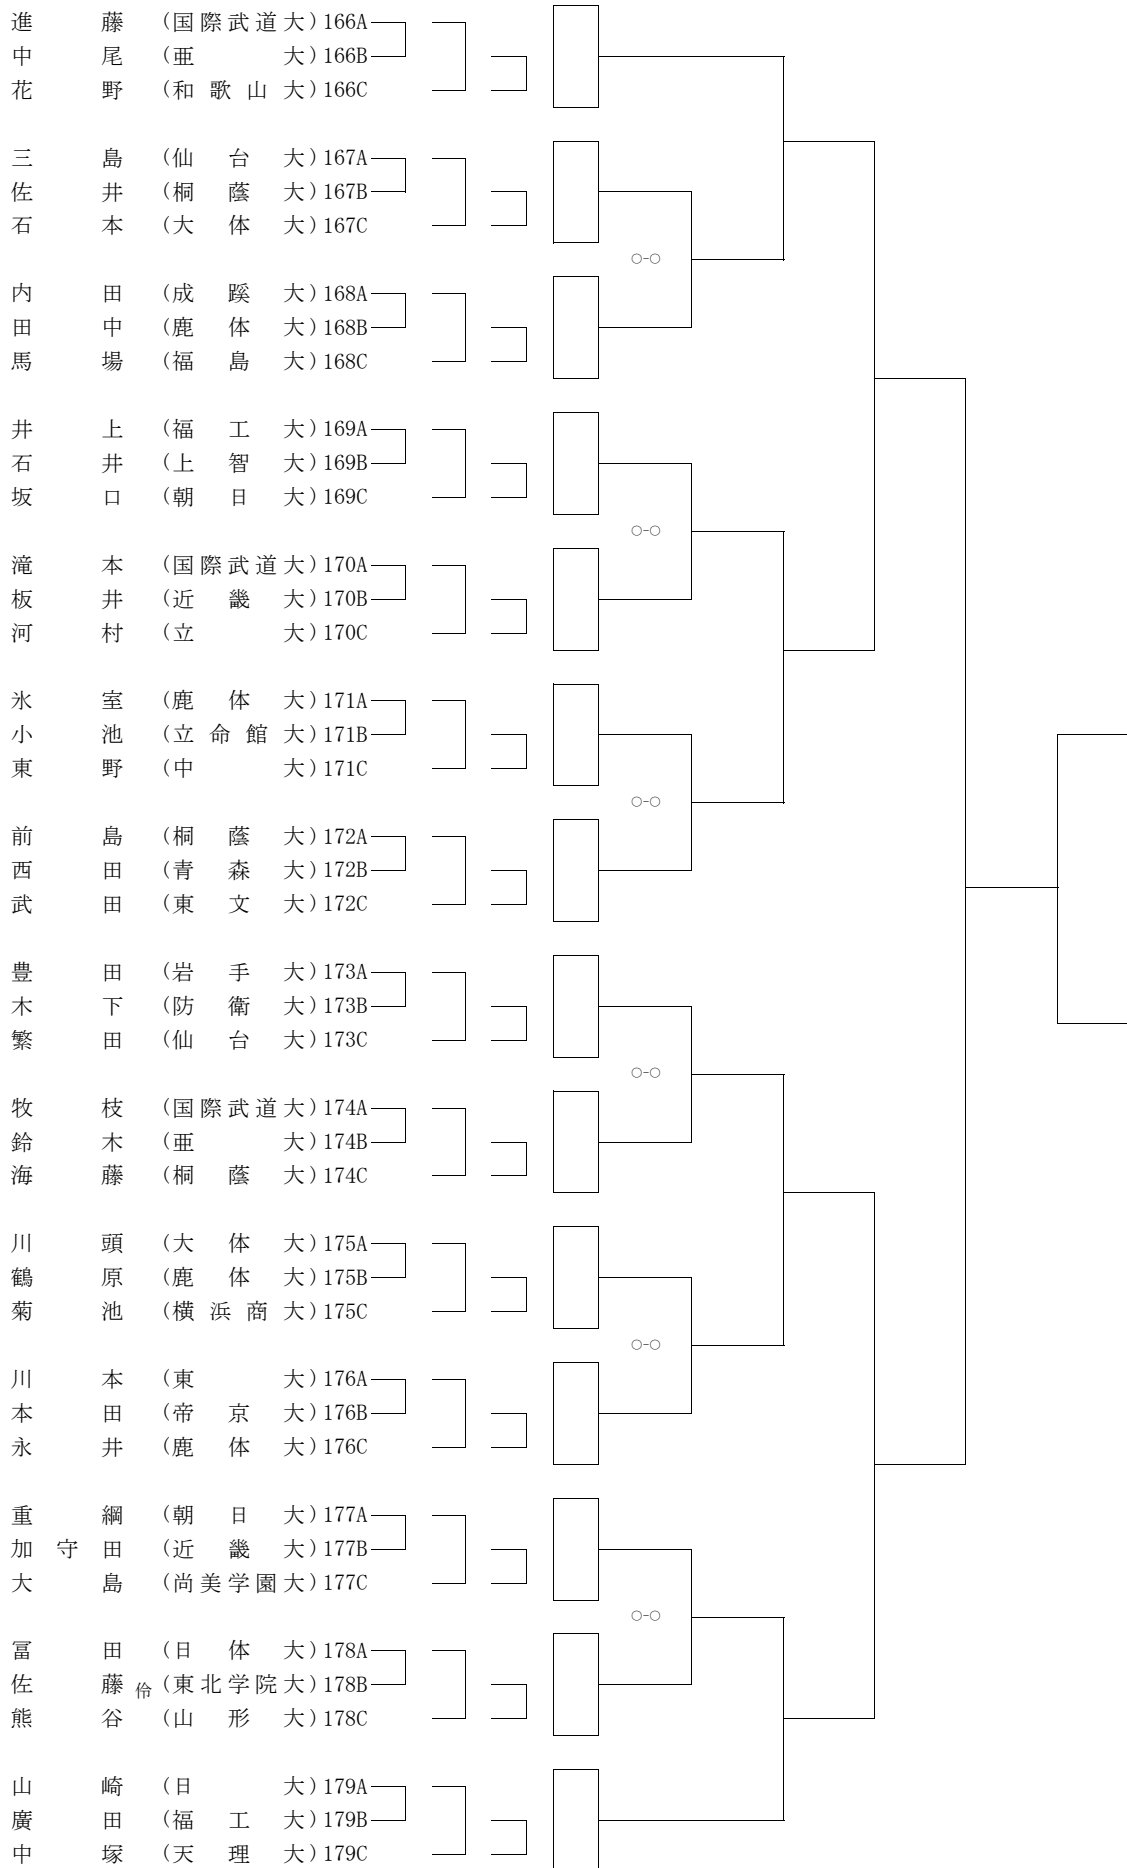 進藤 (国際武道大)166A
中尾 (亜大)166B
花野 (和歌山大)166C
三島 (仙台大)167A
佐井 (桐蔭大)167B
石本 (大体大)167C
○-○
内田 (成蹊大)168A
田中 (鹿体大)168B
馬場 (福島大)168C
井上 (福工大)169A
石井 (上智大)169B
坂口 (朝日大)169C
○-○
滝本 (国際武道大)170A
板井 (近畿大)170B
河村 (立大)170C
氷室 (鹿体大)171A
小池 (立命館大)171B
東野 (中大)171C
○-○
前島 (桐蔭大)172A
西田 (青森大)172B
武田 (東文大)172C
豊田 (岩手大)173A
木下 (防衛大)173B
繁田 (仙台大)173C
○-○
牧枝 (国際武道大)174A
鈴木 (亜大)174B
海藤 (桐蔭大)174C
川頭 (大体大)175A
鶴原 (鹿体大)175B
菊池 (横浜商大)175C
○-○
川本 (東大)176A
本田 (帝京大)176B
永井 (鹿体大)176C
重綱 (朝日大)177A
加守田 (近畿大)177B
大島 (尚美学園大)177C
○-○
冨田 (日体大)178A
佐藤伶 (東北学院大)178B
熊谷 (山形大)178C
山崎 (日大)179A
廣田 (福工大)179B
中塚 (天理大)179C